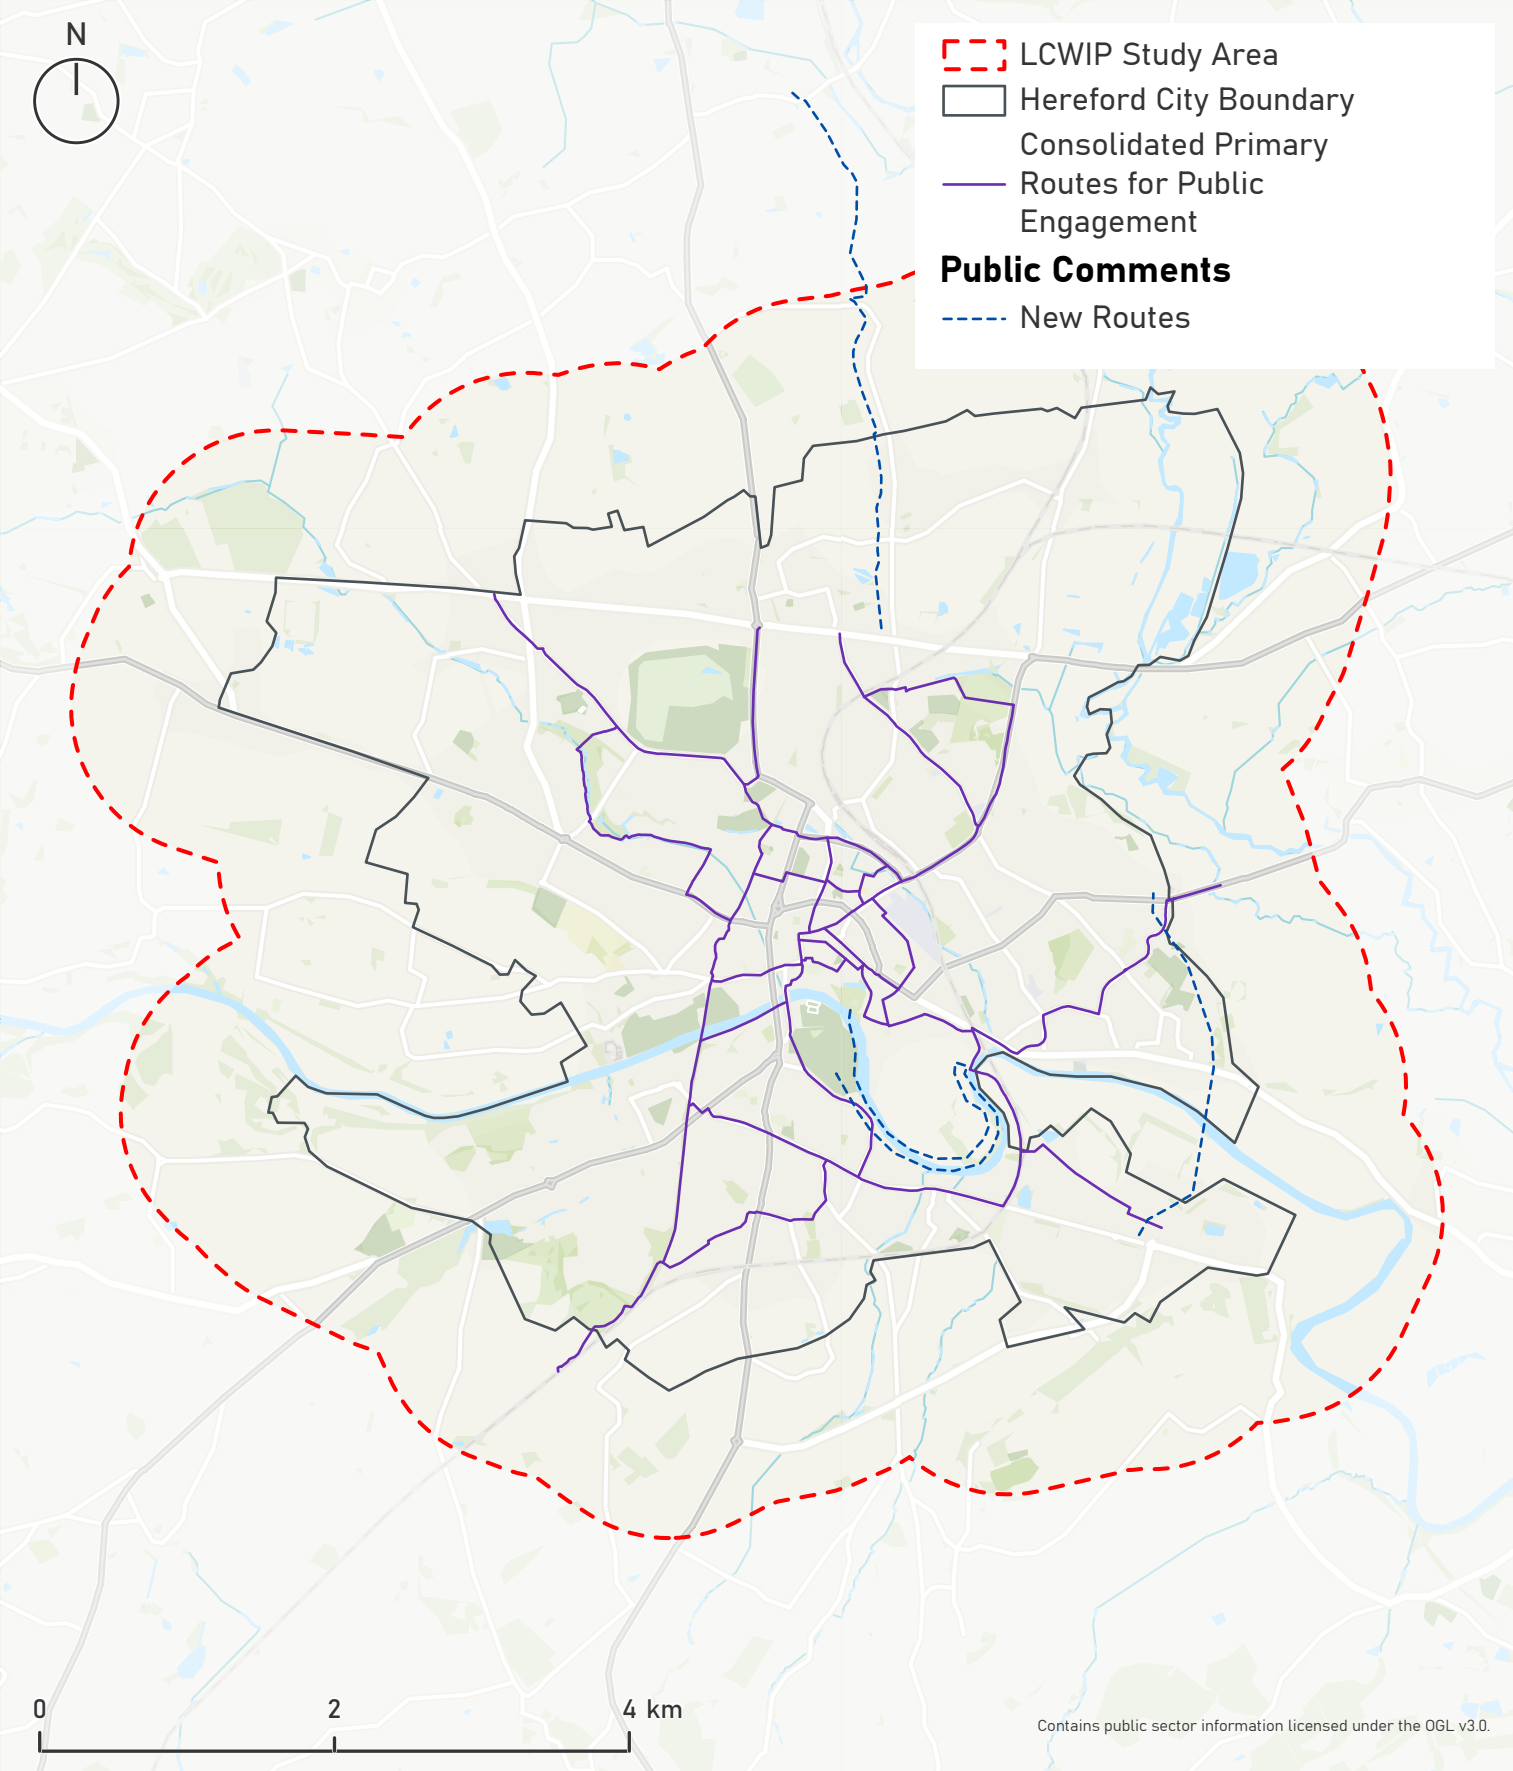 N
LCWIP Study Area
Hereford City Boundary
Consolidated Primary
Routes for Public
Engagement
Public Comments
New Routes
0 2 4 km
Contains public sector information licensed under the OGL v3.0.